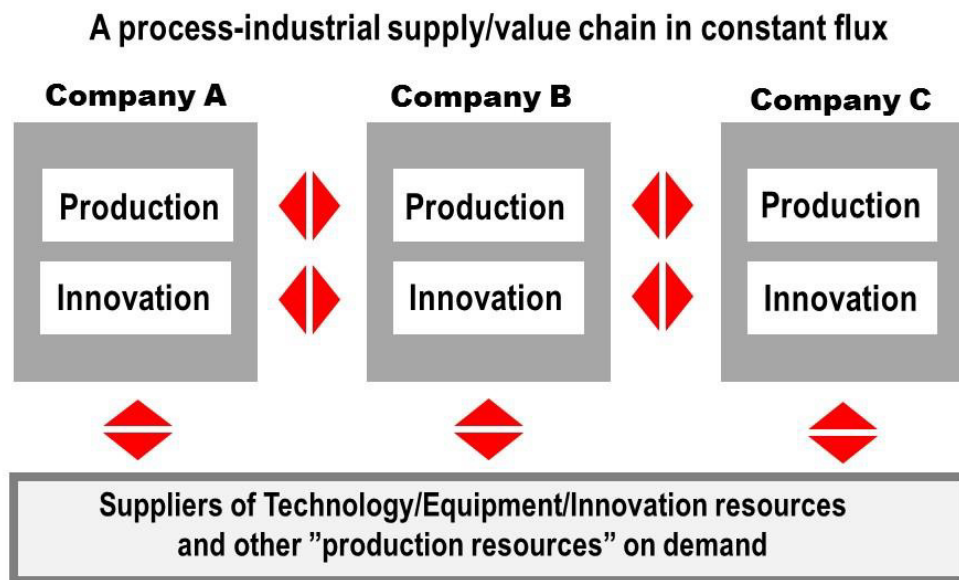 A process-industrial supply/value chain in constant flux
Company A
Company B
Company C
Production
Production
Production
Innovation
Innovation
Innovation
Suppliers of Technology/Equipment/Innovation resources
and other ”production resources” on demand